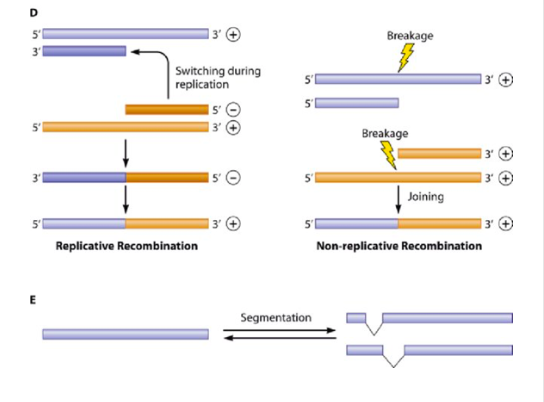 D
5' 3' +
3'
Switching during
replication
5' −
5' 3' +
3' 5' −
5' 3' +
Replicative Recombination
Breakage
5' 3' +
5'
Breakage
3' +
5' 3' +
Joining
5' 3' +
Non-replicative Recombination
E
Segmentation